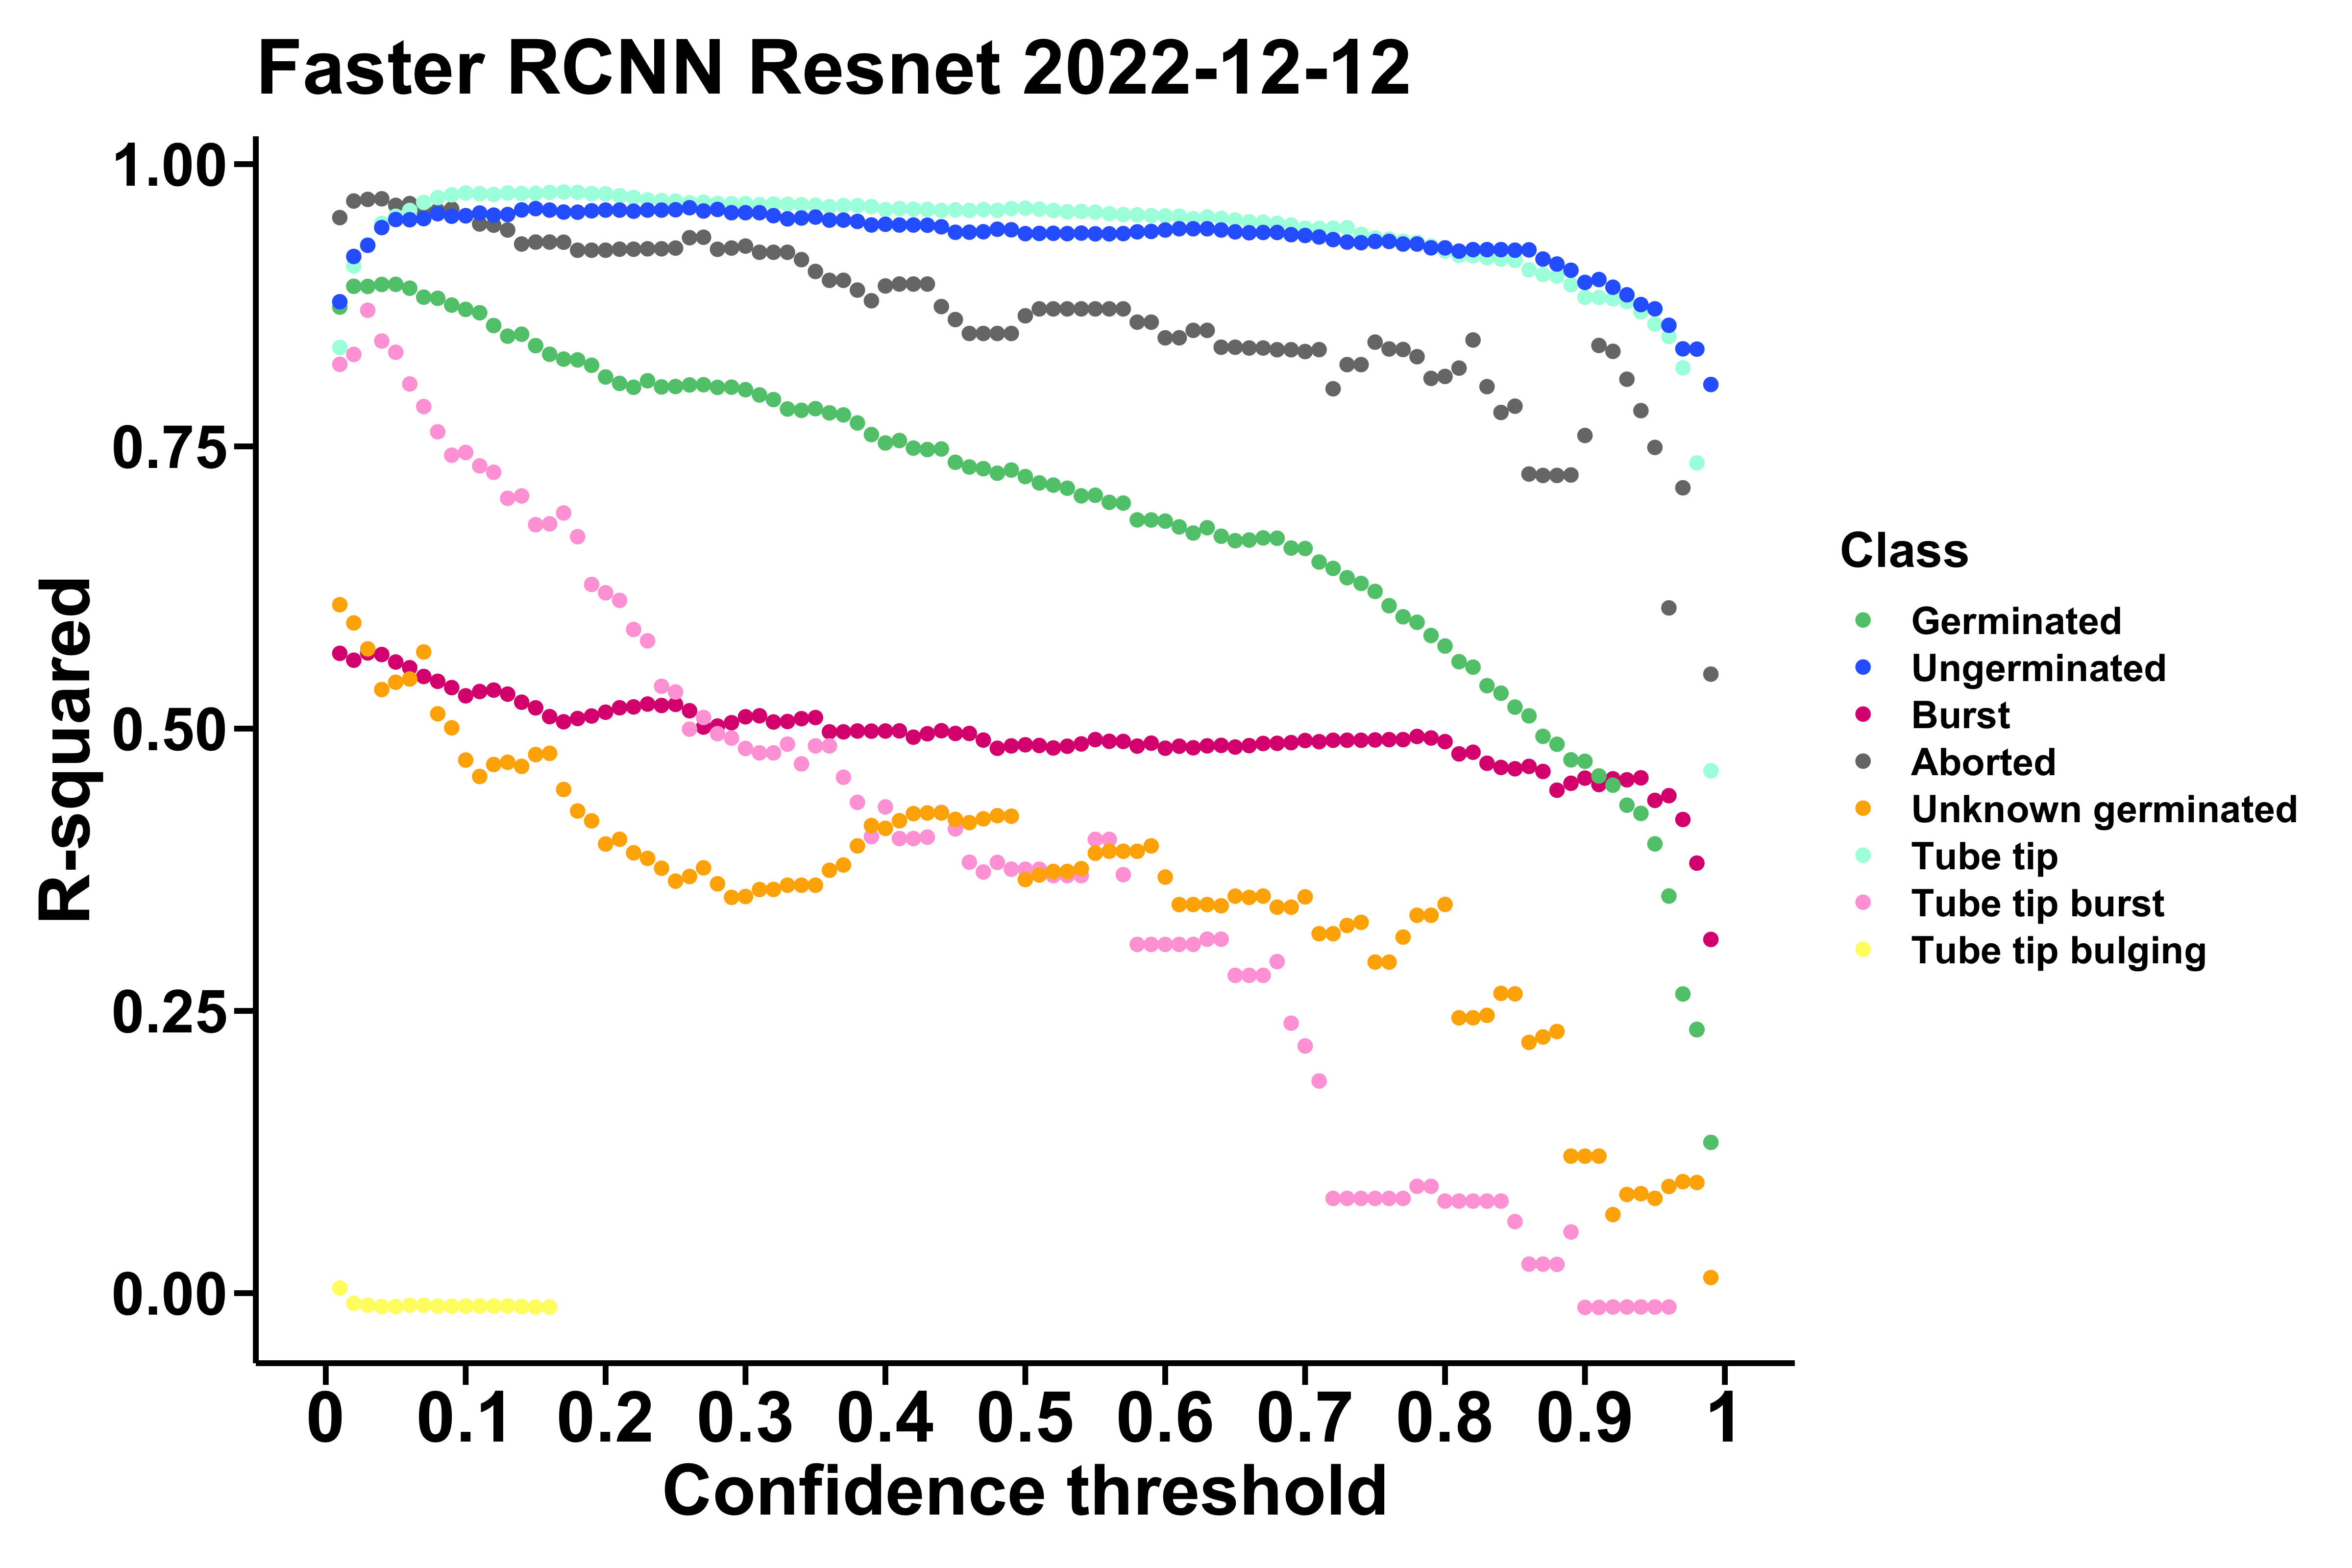 Faster RCNN Resnet 2022-12-12
1.00
0.75
0.50
0.25
0.00
R-squared
0 0.1 0.2 0.3 0.4 0.5 0.6 0.7 0.8 0.9 1
Confidence threshold
Class
Germinated
Ungerminated
Burst
Aborted
Unknown germinated
Tube tip
Tube tip burst
Tube tip bulging